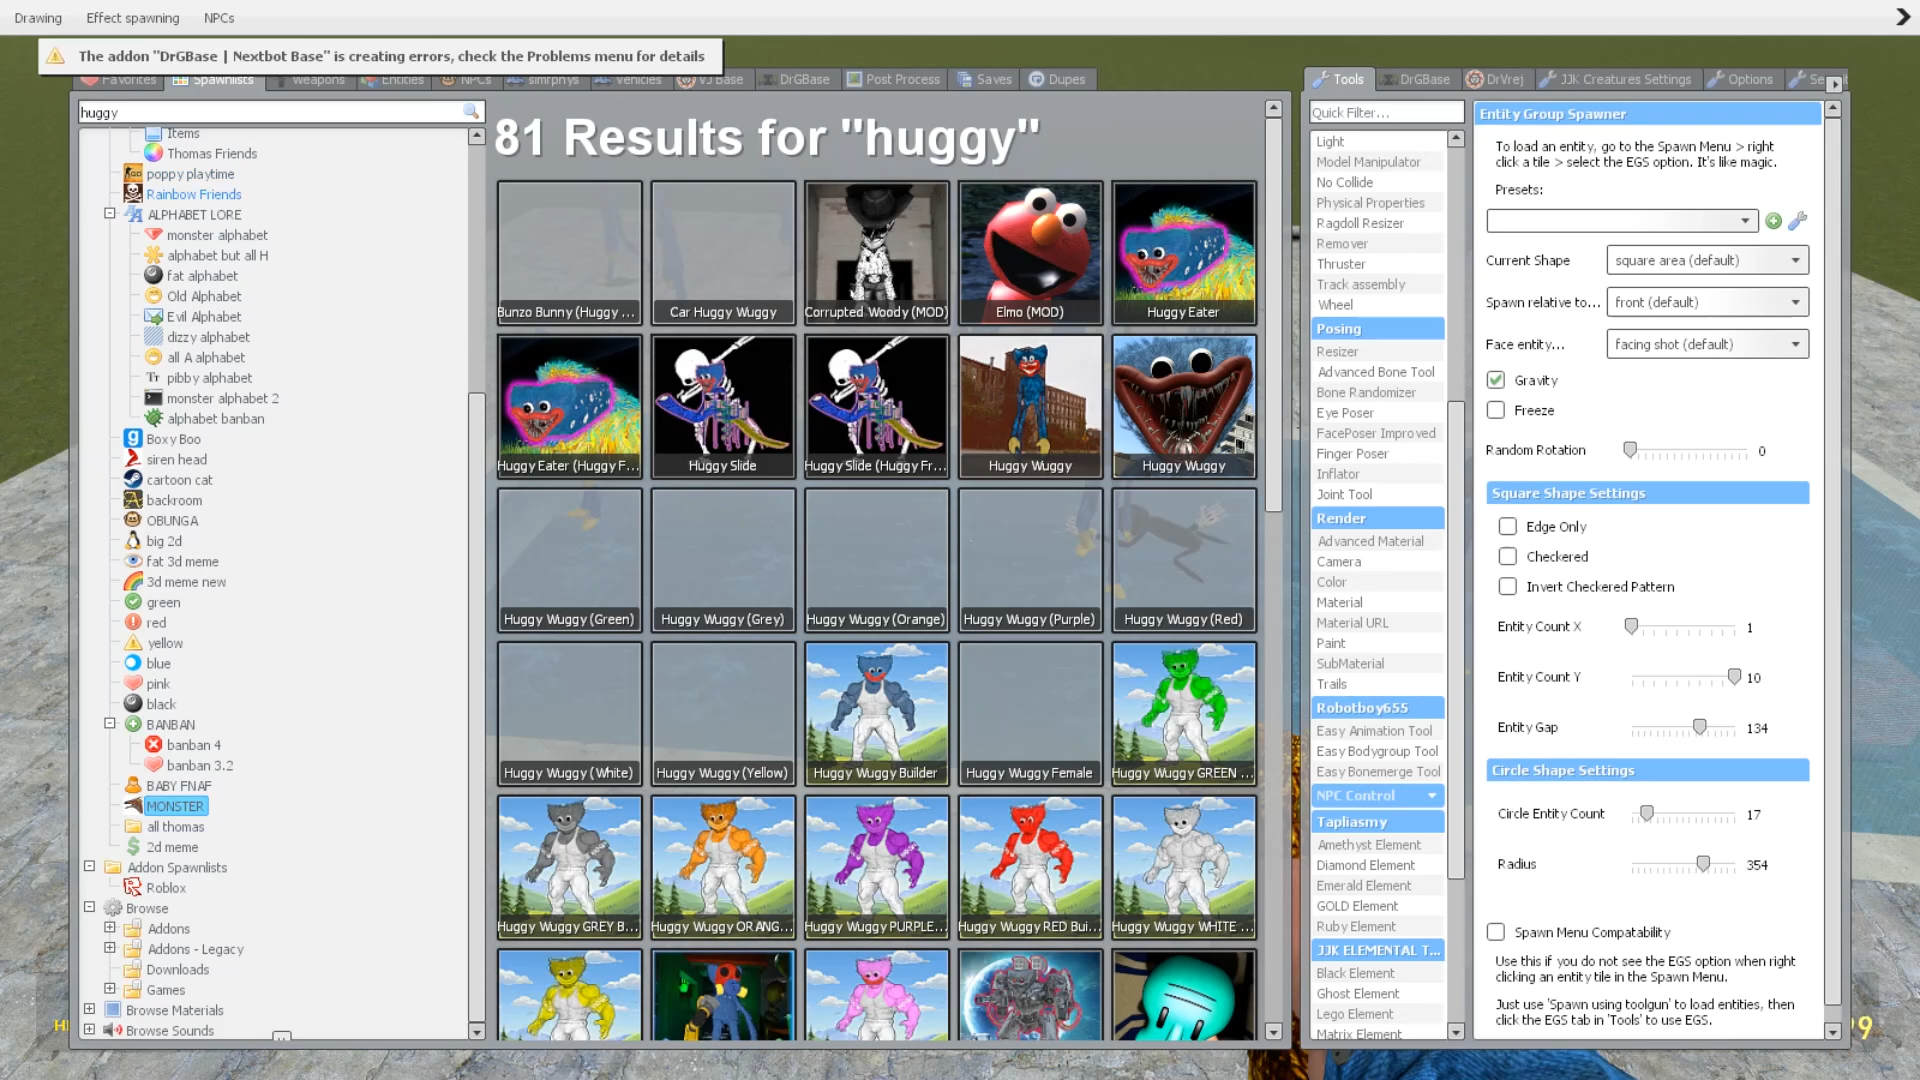 Drawing Effect spawning NPCs
The addon "DrGBase | Nextbot Base" is creating errors, check the Problems menu for details
Favorites Spawnlists Weapons Entities NPCs simfphys Vehicles VJ Base DrGBase Post Process Saves Dupes
huggy
Items
Thomas Friends
poppy playtime
Rainbow Friends
ALPHABET LORE
monster alphabet
alphabet but all H
fat alphabet
Old Alphabet
Evil Alphabet
dizzy alphabet
all A alphabet
pibby alphabet
monster alphabet 2
alphabet banban
Boxy Boo
siren head
cartoon cat
backroom
OBUNGA
big 2d
fat 3d meme
3d meme new
green
red
yellow
blue
pink
black
BANBAN
banban 4
banban 3.2
BABY FNAF
MONSTER
all thomas
2d meme
Addon Spawnlists
Roblox
Browse
Addons
Addons - Legacy
Downloads
Games
Browse Materials
Browse Sounds
81 Results for "huggy"
Bunzo Bunny (Huggy ...
Car Huggy Wuggy
Corrupted Woody (MOD)
Elmo (MOD)
Huggy Eater
Huggy Eater (Huggy F...
Huggy Slide
Huggy Slide (Huggy Fr...
Huggy Wuggy
Huggy Wuggy
Huggy Wuggy (Green)
Huggy Wuggy (Grey)
Huggy Wuggy (Orange)
Huggy Wuggy (Purple)
Huggy Wuggy (Red)
Huggy Wuggy (White)
Huggy Wuggy (Yellow)
Huggy Wuggy Builder
Huggy Wuggy Female
Huggy Wuggy GREEN ...
Huggy Wuggy GREY B...
Huggy Wuggy ORANG...
Huggy Wuggy PURPLE...
Huggy Wuggy RED Bui...
Huggy Wuggy WHITE ...
Tools DrGBase DrVrej JJK Creatures Settings Options
Quick Filter...
Light
Model Manipulator
No Collide
Physical Properties
Ragdoll Resizer
Remover
Thruster
Track assembly
Wheel
Posing
Resizer
Advanced Bone Tool
Bone Randomizer
Eye Poser
FacePoser Improved
Finger Poser
Inflator
Joint Tool
Render
Advanced Material
Camera
Color
Material
Material URL
Paint
SubMaterial
Trails
Robotboy655
Easy Animation Tool
Easy Bodygroup Tool
Easy Bonemerge Tool
NPC Control
Tapliasmy
Amethyst Element
Diamond Element
Emerald Element
GOLD Element
Ruby Element
JJK ELEMENTAL T...
Black Element
Ghost Element
Lego Element
Matrix Element
Entity Group Spawner
To load an entity, go to the Spawn Menu > right
click a tile > select the EGS option. It's like magic.
Presets:
Current Shape square area (default)
Spawn relative to... front (default)
Face entity... facing shot (default)
Gravity
Freeze
Random Rotation 0
Square Shape Settings
Edge Only
Checkered
Invert Checkered Pattern
Entity Count X 1
Entity Count Y 10
Entity Gap 134
Circle Shape Settings
Circle Entity Count 17
Radius 354
Spawn Menu Compatability
Use this if you do not see the EGS option when right
clicking an entity tile in the Spawn Menu.
Just use 'Spawn using toolgun' to load entities, then
click the EGS tab in 'Tools' to use EGS.